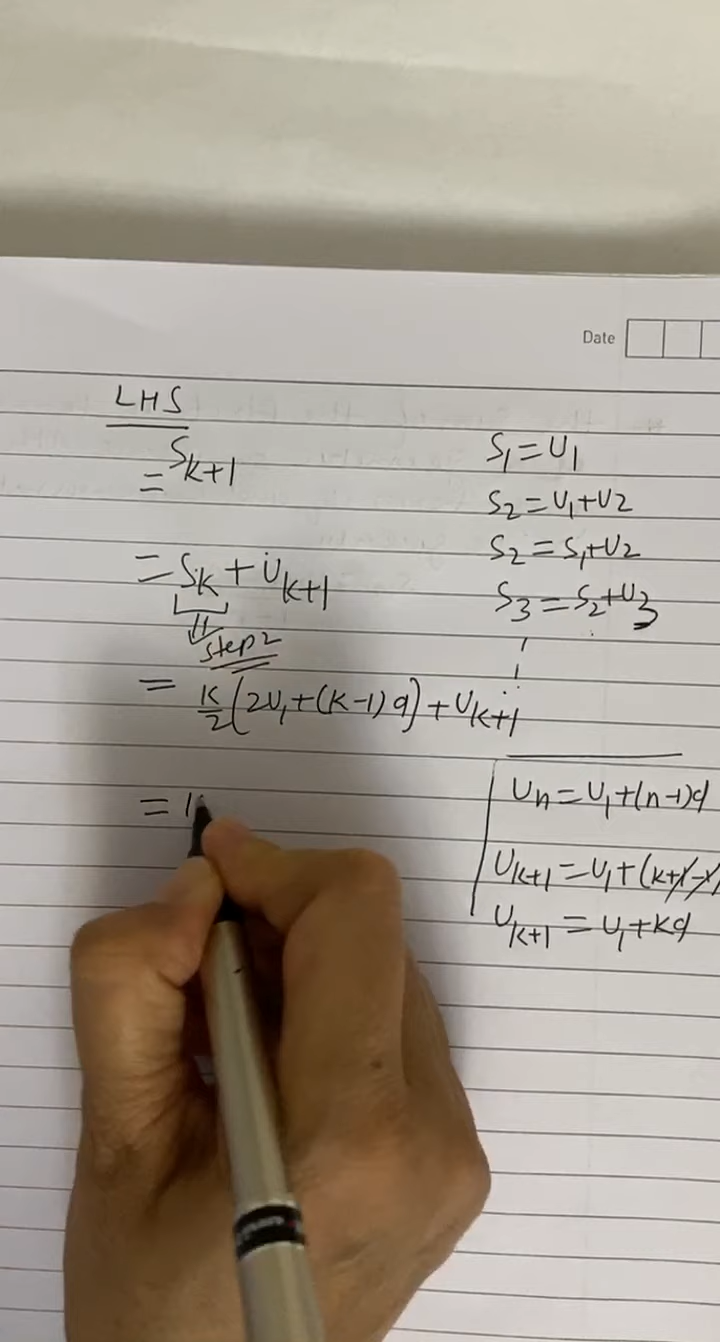 Date
LHS
= S_{k+1}
= S_k + U_{k+1}
step 2
= k/2 (2U_1 + (k-1) d) + U_{k+1}
=
S_1 = U_1
S_2 = U_1 + U_2
S_2 = S_1 + U_2
S_3 = S_2 + U_3
U_n = U_1 + (n-1)d
U_{k+1} = U_1 + (k+1-1)
U_{k+1} = U_1 + kd